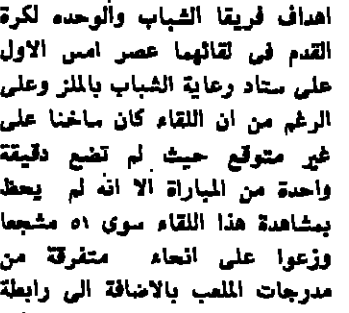 اهداف فريقا الشباب والوحده لكرة
القدم فى لقائهما عصر امس الاول
على ستاد رعاية الشباب بالملز وعلى
الرغم من ان اللقاء كان ساخنا على
غير متوقع حيث لم تضع دقيقة
واحدة من المباراة الا انه لم يحظ
بمشاهدة هذا اللقاء سوى ٥١ مشجعا
وزعوا على انحاء متفرقة من
مدرجات الملعب بالاضافة الى رابطة